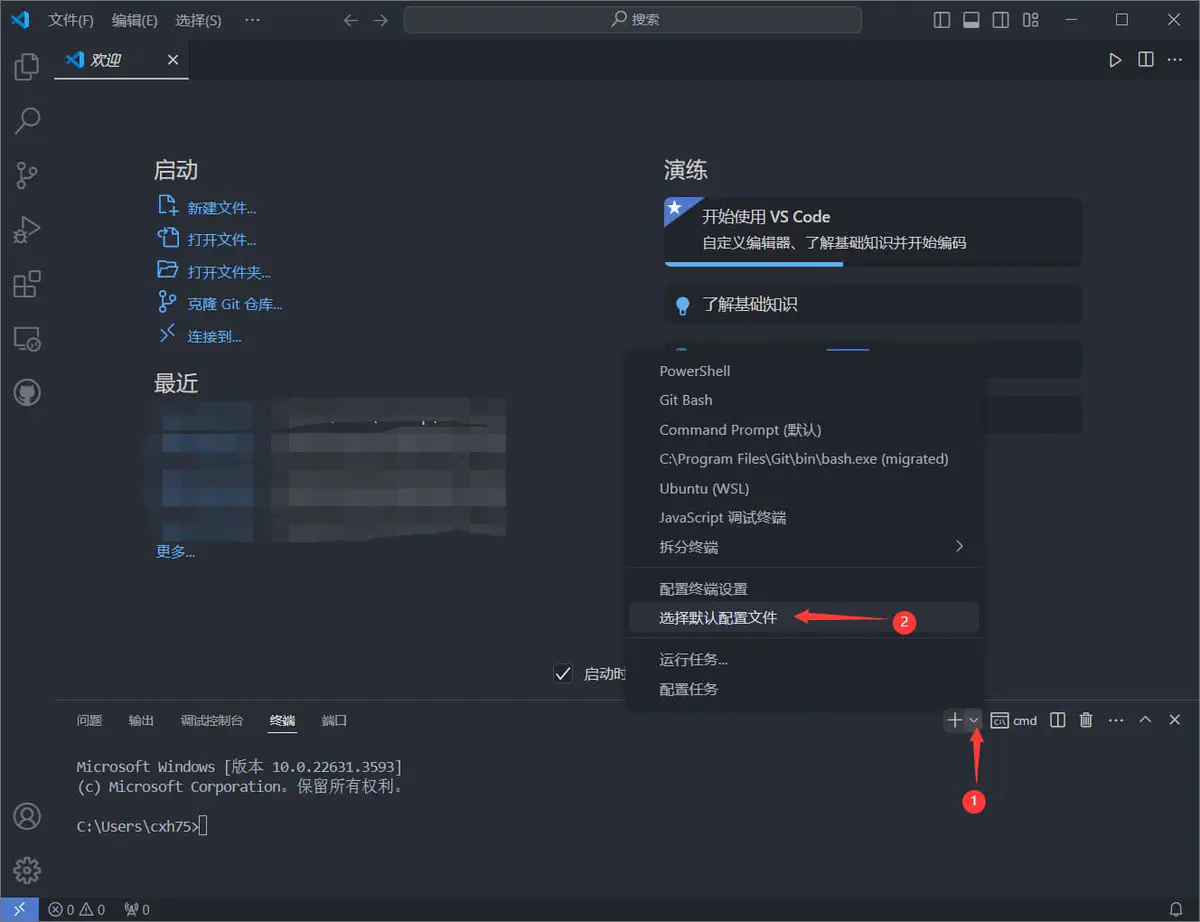 文件(F) 编辑(E) 选择(S) ··· 搜索
欢迎
启动
新建文件...
打开文件...
打开文件夹...
克隆 Git 仓库...
连接到...
最近
更多...
演练
开始使用 VS Code
自定义编辑器、了解基础知识并开始编码
了解基础知识
PowerShell
Git Bash
Command Prompt (默认)
C:\Program Files\Git\bin\bash.exe (migrated)
Ubuntu (WSL)
JavaScript 调试终端
拆分终端
配置终端设置
选择默认配置文件
2
运行任务...
配置任务
启动时
问题 输出 调试控制台 终端 端口 cmd
1
Microsoft Windows [版本 10.0.22631.3593]
(c) Microsoft Corporation。保留所有权利。
C:\Users\cxh75>
0 0 0